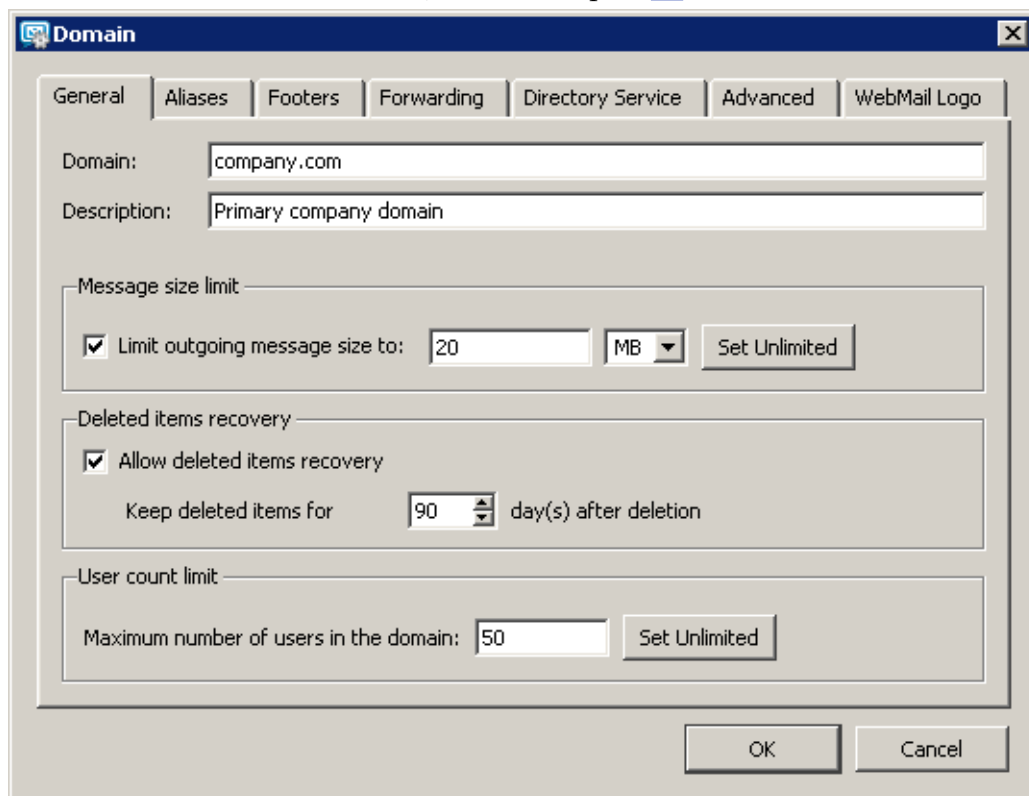 Domain
General Aliases Footers Forwarding Directory Service Advanced WebMail Logo
Domain: company.com
Description: Primary company domain
Message size limit
Limit outgoing message size to: 20 MB Set Unlimited
Deleted items recovery
Allow deleted items recovery
Keep deleted items for 90 day(s) after deletion
User count limit
Maximum number of users in the domain: 50 Set Unlimited
OK Cancel